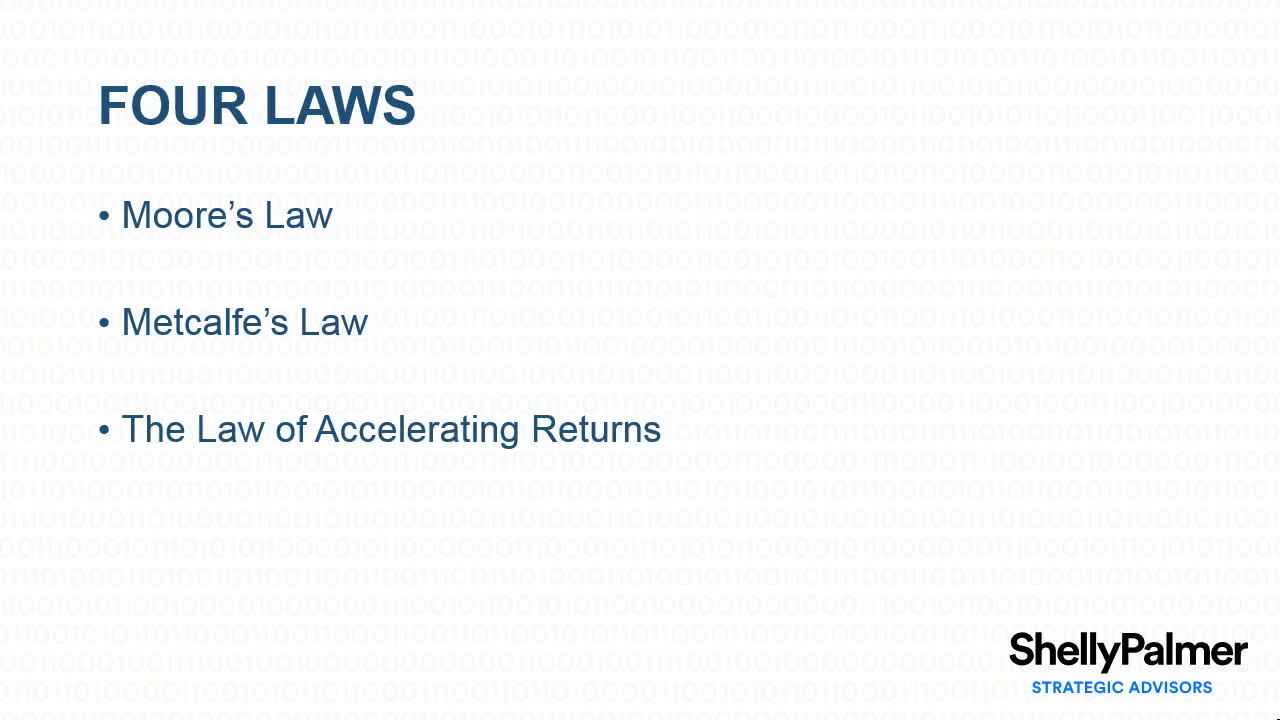 FOUR LAWS
• Moore’s Law
• Metcalfe’s Law
• The Law of Accelerating Returns
ShellyPalmer
STRATEGIC ADVISORS